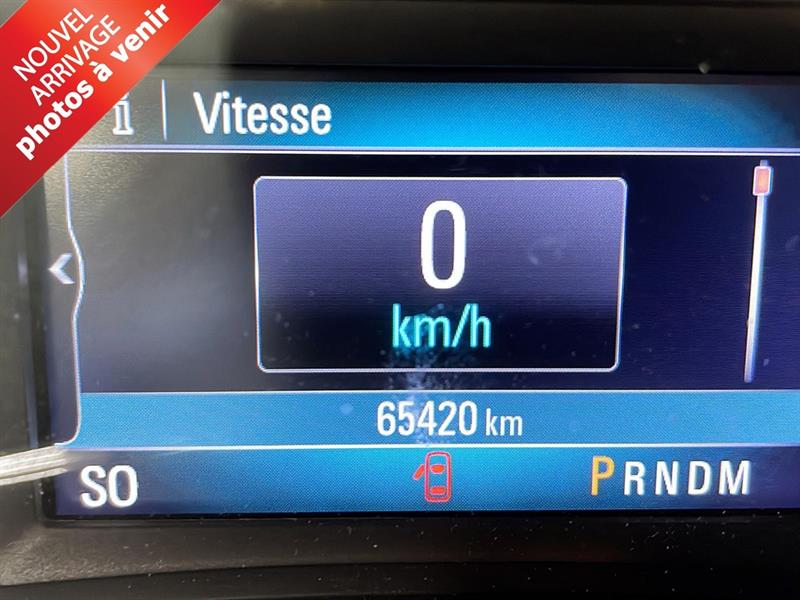 NOUVEL
ARRIVAGE
photos à venir
i Vitesse
0
km/h
65420 km
SO PRNDM